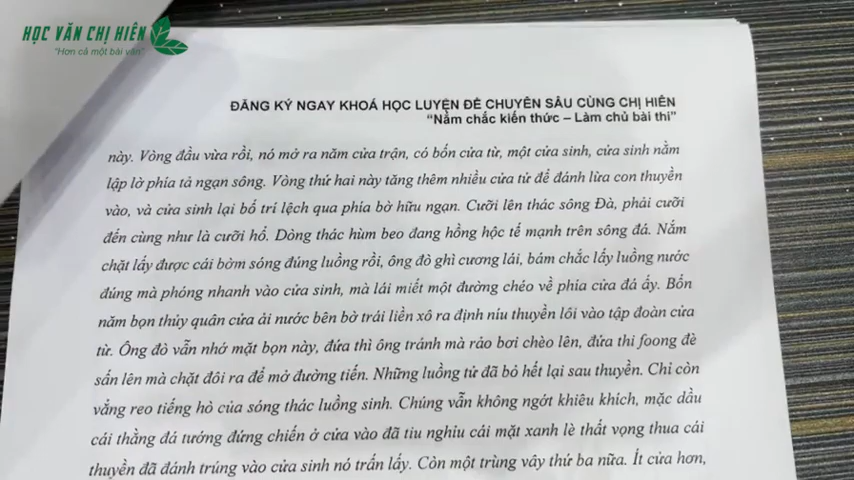 HỌC VĂN CHỊ HIÊN
"Hơn cả một bài văn"
ĐĂNG KÝ NGAY KHOÁ HỌC LUYỆN ĐỀ CHUYÊN SÂU CÙNG CHỊ HIÊN
"Nắm chắc kiến thức – Làm chủ bài thi"
này. Vòng đầu vừa rồi, nó mở ra năm cửa trận, có bốn cửa từ, một cửa sinh, cửa sinh nằm
lập lờ phía tả ngạn sông. Vòng thứ hai này tăng thêm nhiều cửa tử để đánh lừa con thuyền
vào, và cửa sinh lại bố trí lệch qua phía bờ hữu ngạn. Cưỡi lên thác sông Đà, phải cưỡi
đến cùng như là cưỡi hổ. Dòng thác hùm beo đang hồng hộc tế mạnh trên sông đá. Nắm
chặt lấy được cái bờm sóng đúng luồng rồi, ông đò ghì cương lái, bám chắc lấy luồng nước
đúng mà phóng nhanh vào cửa sinh, mà lái miết một đường chéo về phía cửa đá ấy. Bốn
năm bọn thủy quân cửa ải nước bên bờ trái liền xô ra định níu thuyền lôi vào tập đoàn cửa
từ. Ông đò vẫn nhớ mặt bọn này, đứa thì ông tránh mà rảo bơi chèo lên, đứa thi foong đè
sấn lên mà chặt đôi ra để mở đường tiến. Những luồng tử đã bỏ hết lại sau thuyền. Chỉ còn
vẳng reo tiếng hò của sóng thác luồng sinh. Chúng vẫn không ngớt khiêu khích, mặc dầu
cái thằng đá tướng đứng chiến ở cửa vào đã tiu nghỉu cái mặt xanh lè thất vọng thua cái
thuyền đã đánh trúng vào cửa sinh nó trấn lấy. Còn một trùng vây thứ ba nữa. Ít cửa hơn,